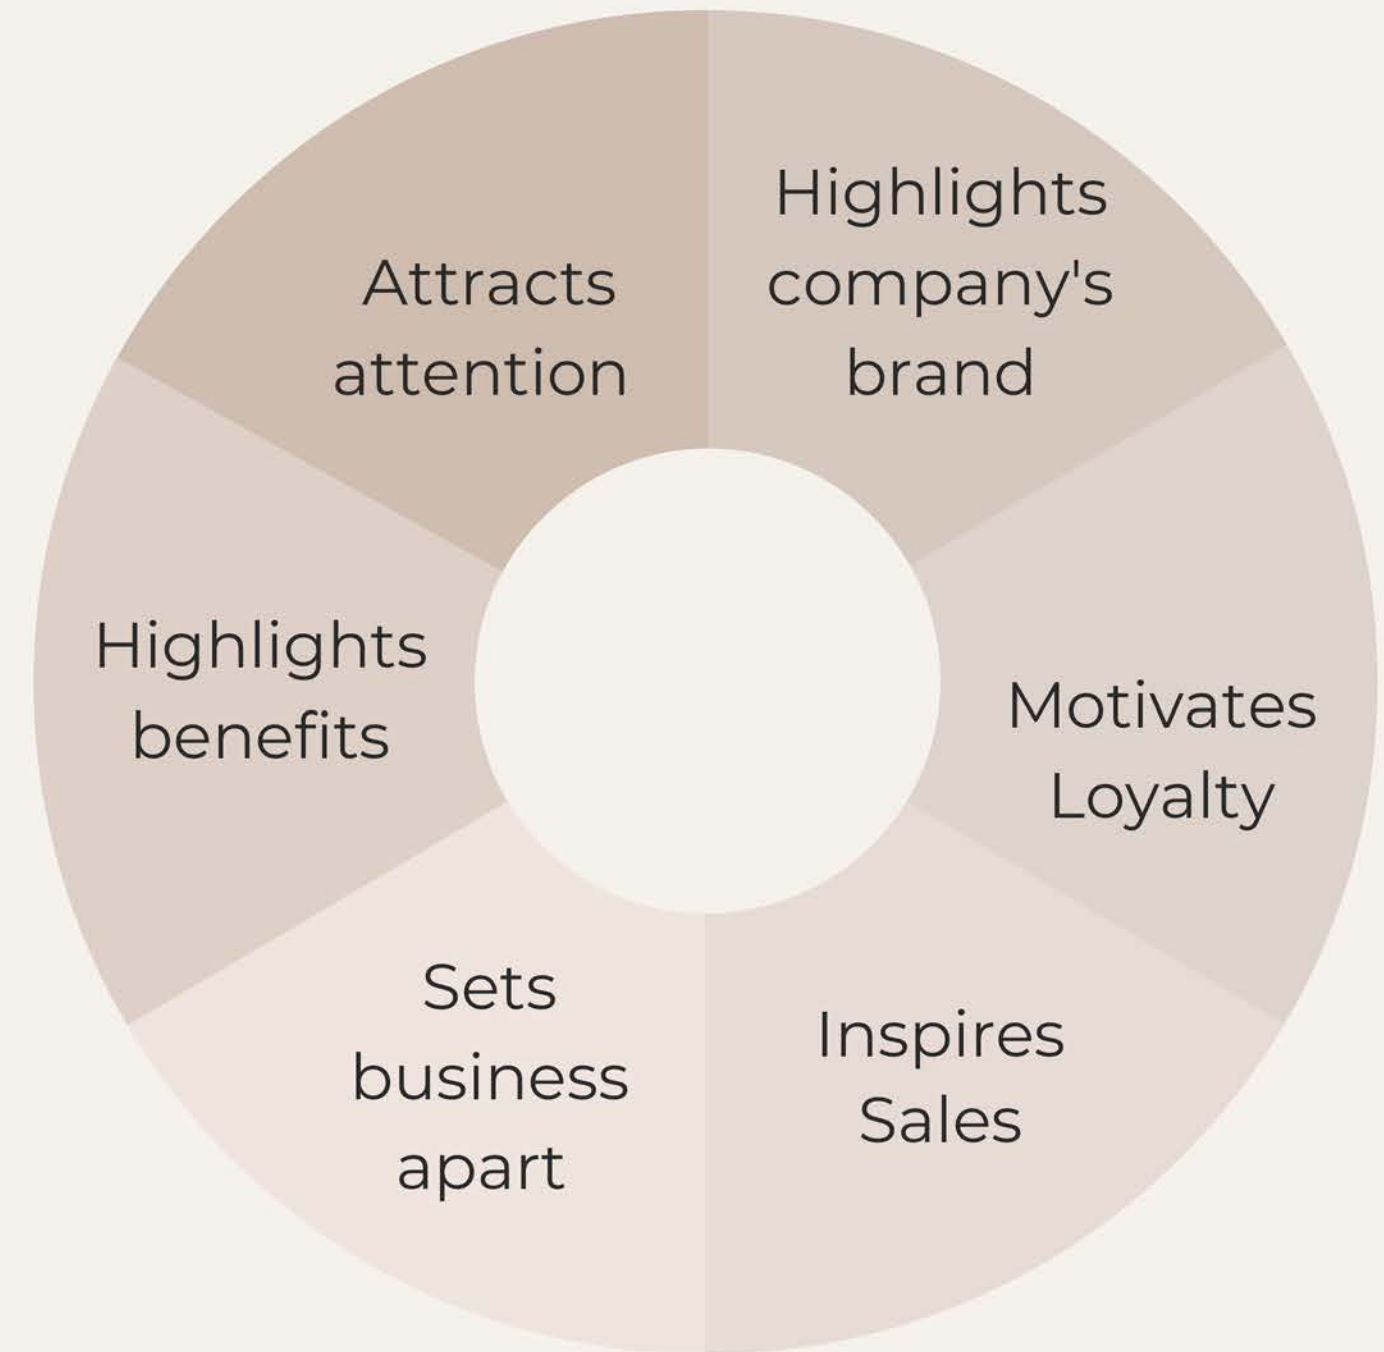 Attracts
attention
Highlights
company's
brand
Motivates
Loyalty
Inspires
Sales
Sets
business
apart
Highlights
benefits